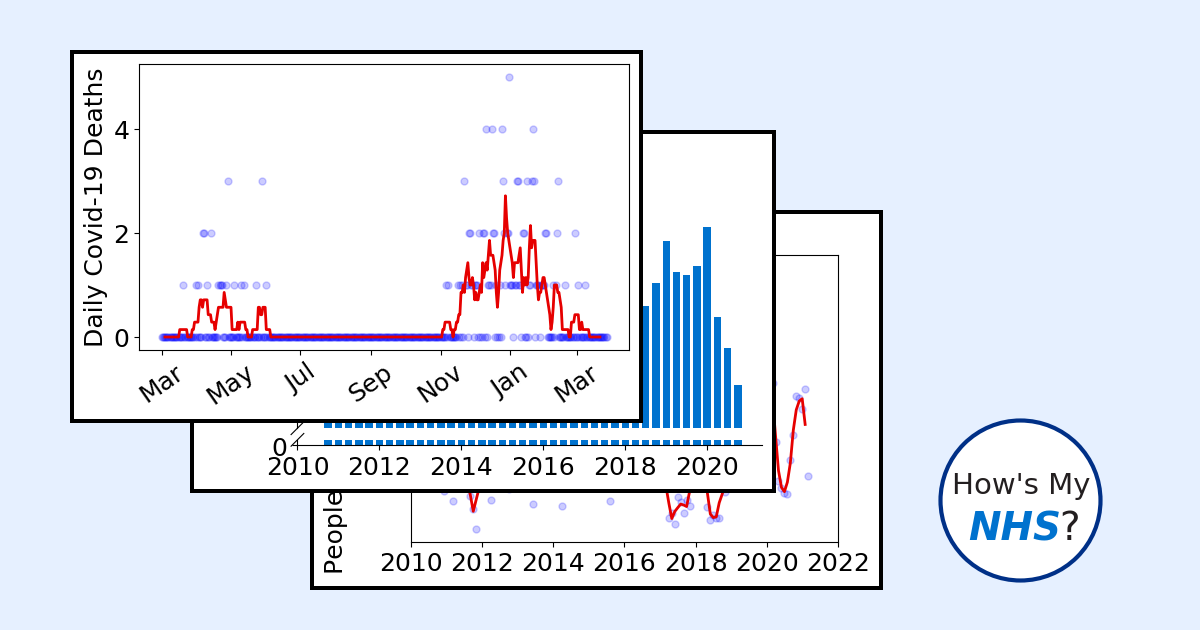 Daily Covid-19 Deaths
4
2
0
Mar May Jul Sep Nov Jan Mar
0
2010 2012 2014 2016 2018 2020
People
2010 2012 2014 2016 2018 2020 2022
How's My
NHS?